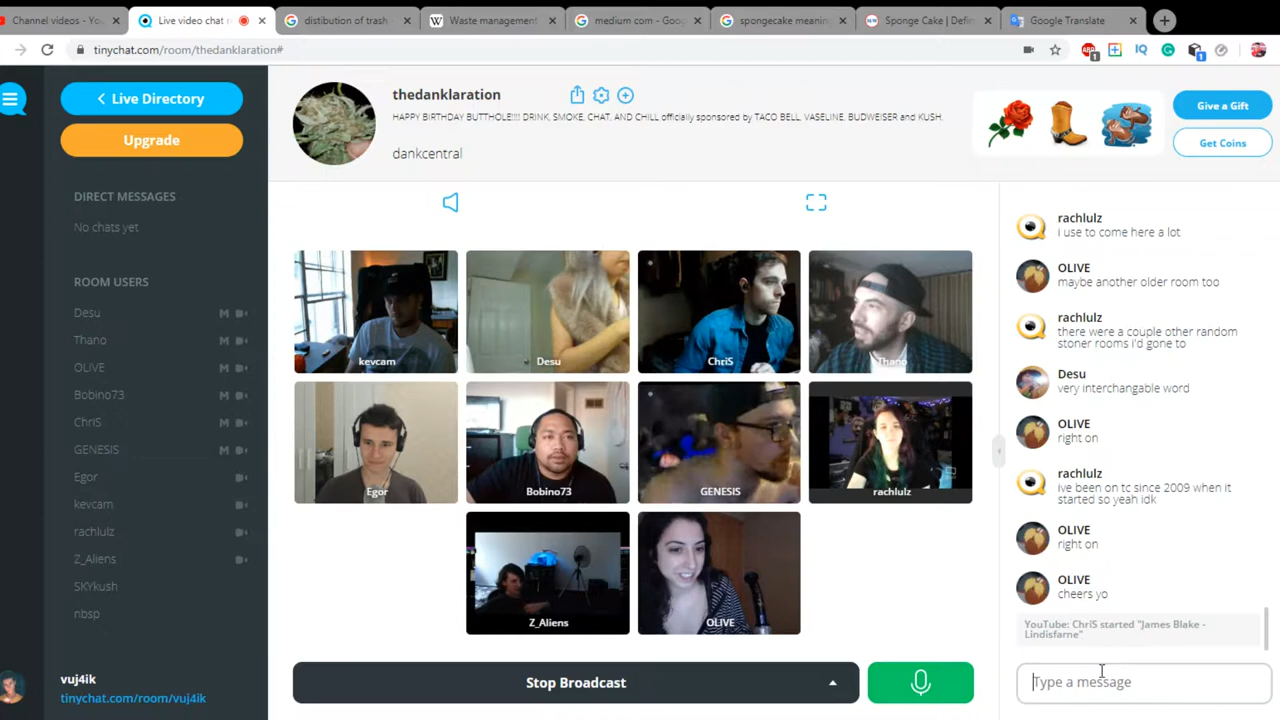 Channel videos - You
Live video chat r
distibution of trash -
Waste management
medium com - Goog
spongecake meanin
Sponge Cake | Defin
Google Translate
tinychat.com/room/thedanklaration#
Live Directory
Upgrade
DIRECT MESSAGES
No chats yet
ROOM USERS
Desu M
Thano M
OLIVE M
Bobino73 M
ChriS M
GENESIS M
Egor
kevcam
rachlulz
Z_Aliens
SKYkush
nbsp
vuj4ik
tinychat.com/room/vuj4ik
thedanklaration
HAPPY BIRTHDAY BUTTHOLE!!!! DRINK, SMOKE, CHAT, AND CHILL officially sponsored by TACO BELL, VASELINE, BUDWEISER and KUSH.
dankcentral
Give a Gift
Get Coins
kevcam
Desu
ChriS
Thano
Egor
Bobino73
GENESIS
rachlulz
Z_Aliens
OLIVE
Stop Broadcast
rachlulz
i use to come here a lot
OLIVE
maybe another older room too
rachlulz
there were a couple other random
stoner rooms i'd gone to
Desu
very interchangable word
OLIVE
right on
rachlulz
ive been on tc since 2009 when it
started so yeah idk
OLIVE
right on
OLIVE
cheers yo
YouTube: ChriS started "James Blake -
Lindisfarne"
Type a message